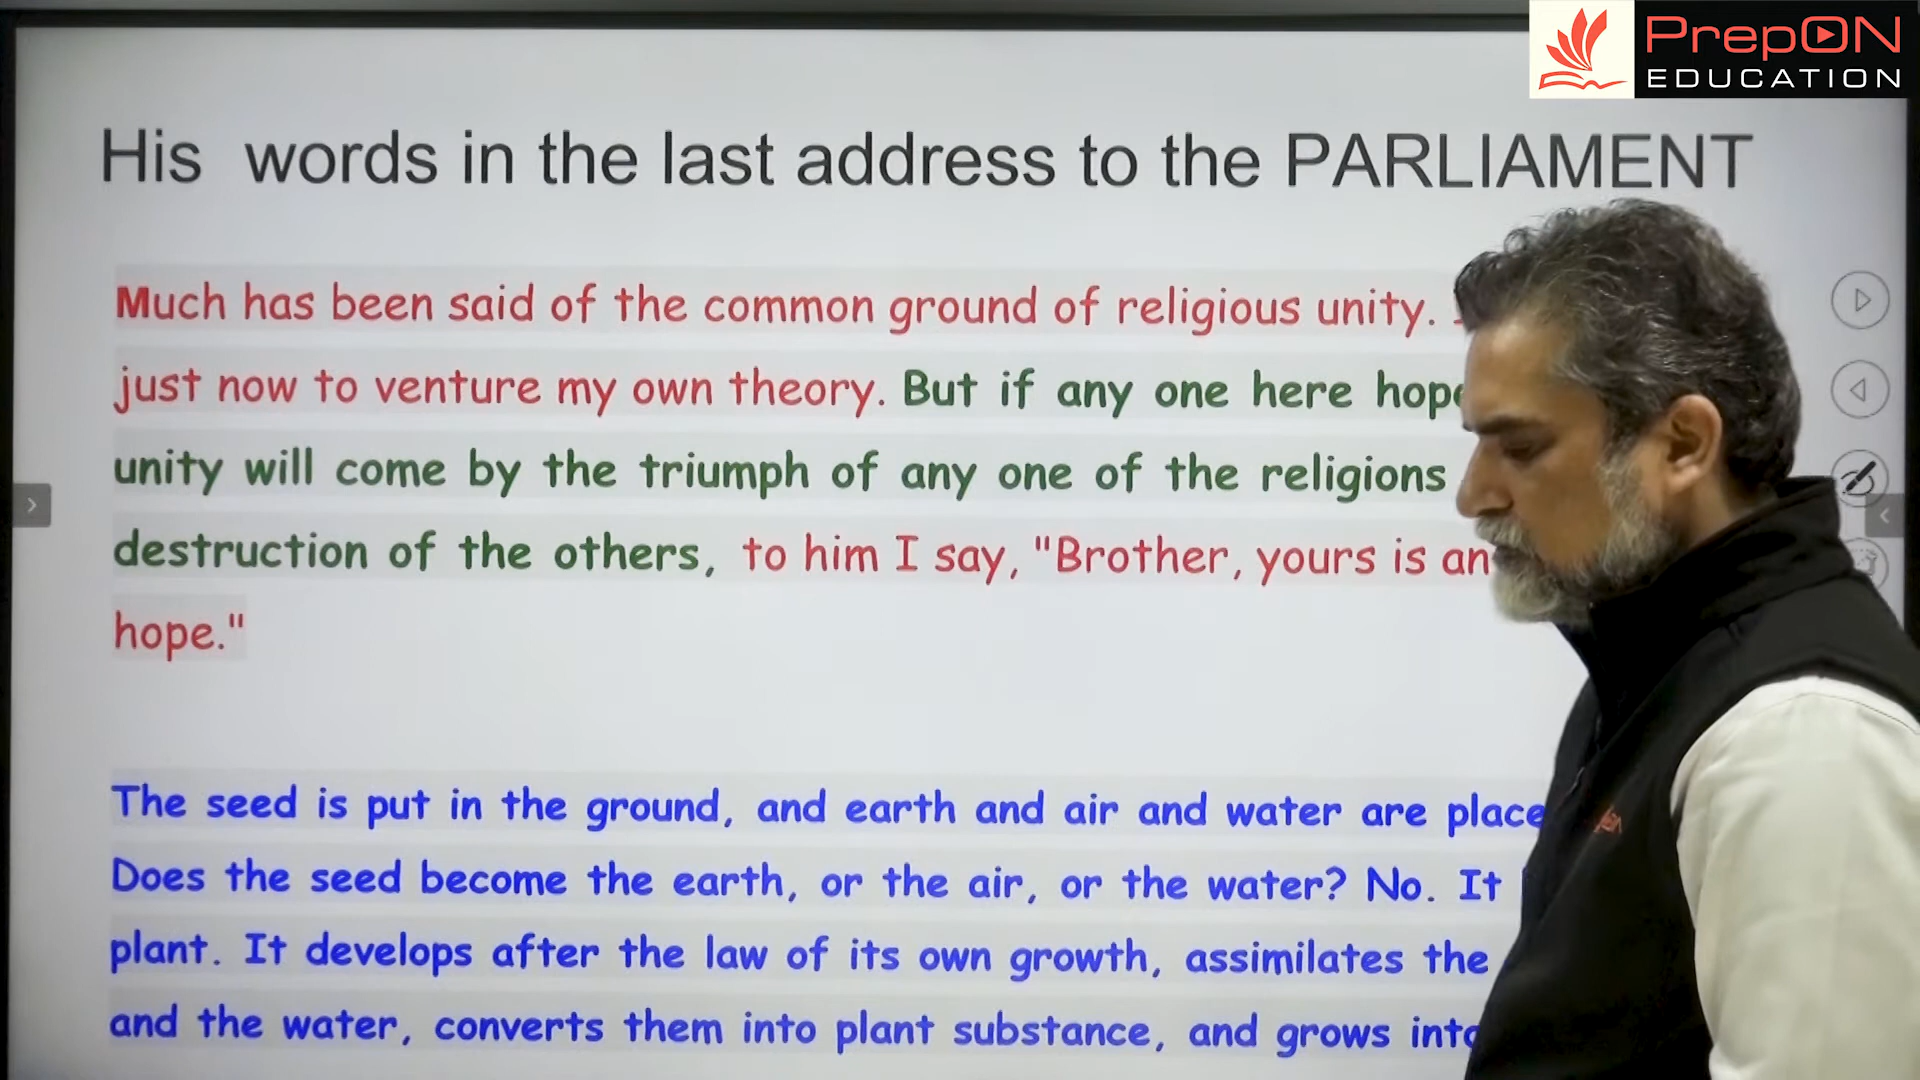 PrepON
EDUCATION
His words in the last address to the PARLIAMENT
Much has been said of the common ground of religious unity.
just now to venture my own theory. But if any one here hope
unity will come by the triumph of any one of the religions
destruction of the others, to him I say, "Brother, yours is an
hope."
The seed is put in the ground, and earth and air and water are place
Does the seed become the earth, or the air, or the water? No. It
plant. It develops after the law of its own growth, assimilates the
and the water, converts them into plant substance, and grows into